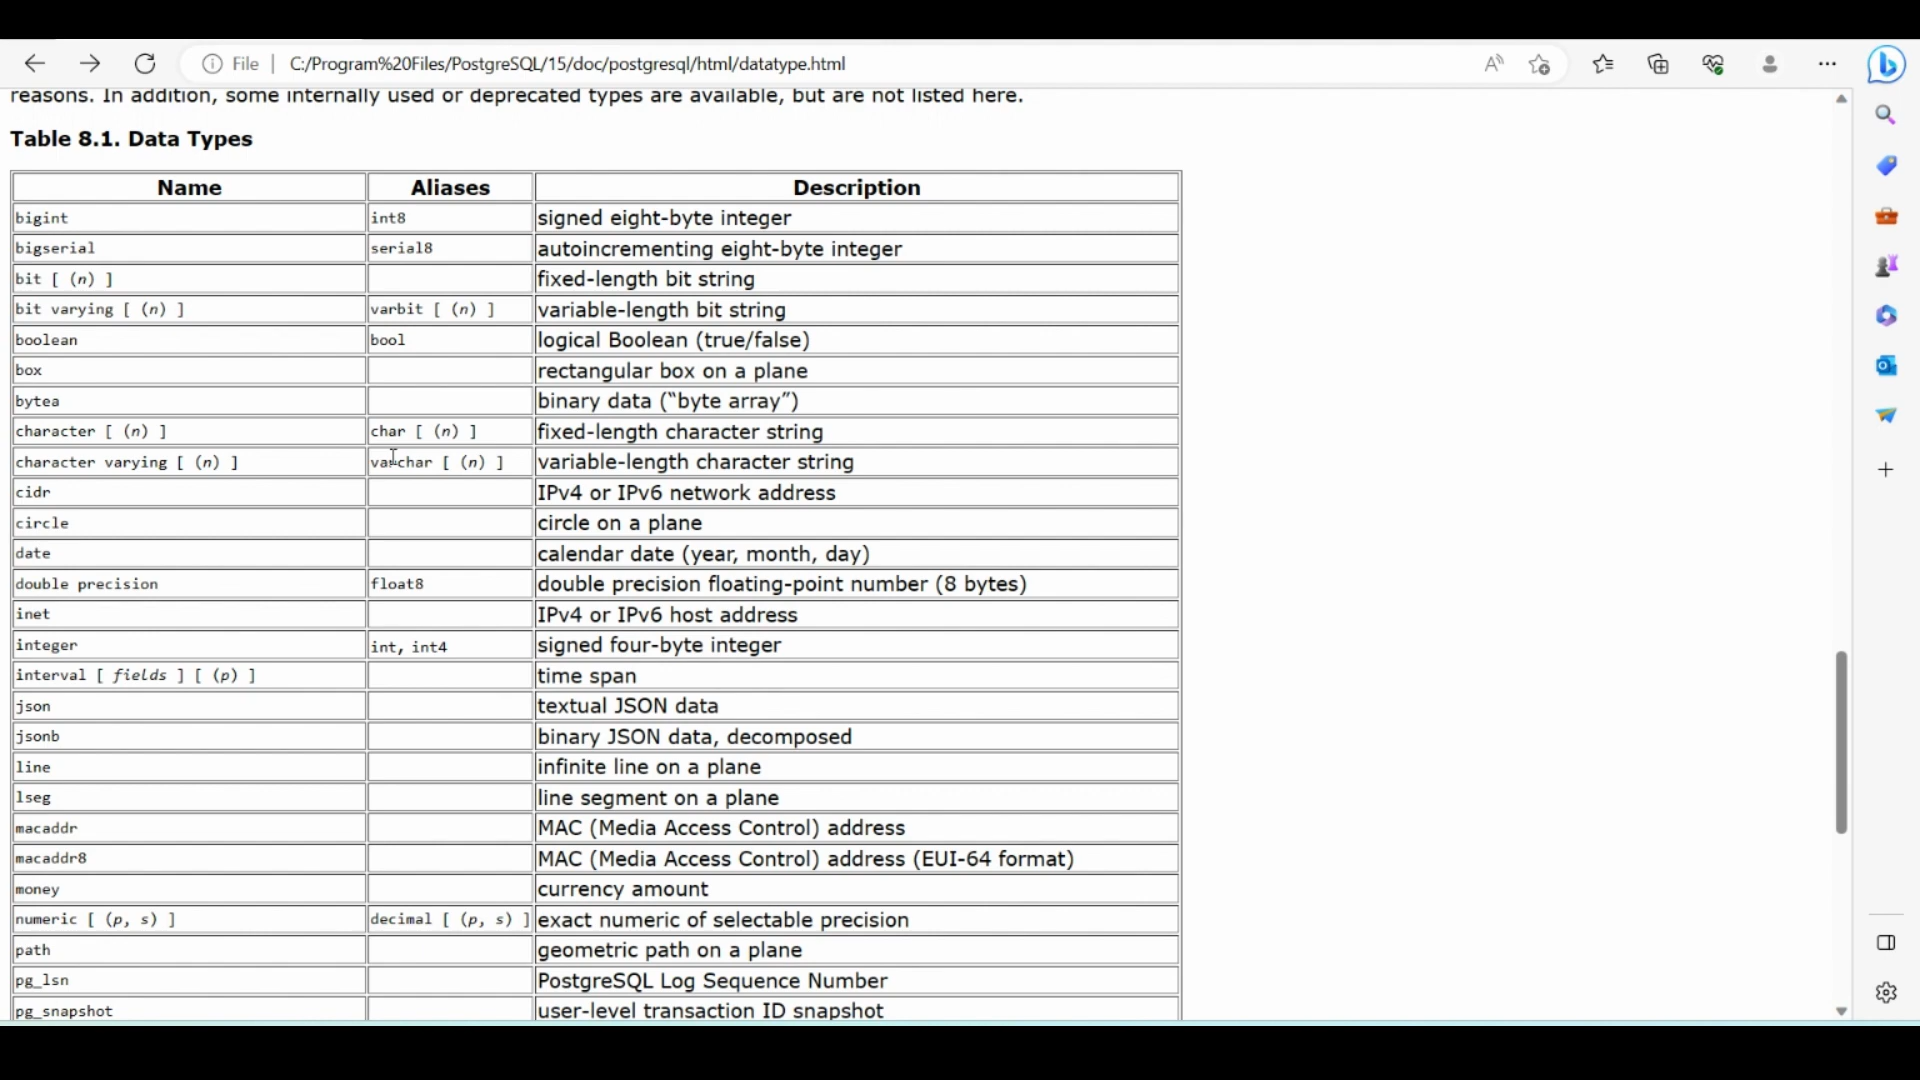 File
C:/Program%20Files/PostgreSQL/15/doc/postgresql/html/datatype.html
reasons. In addition, some internally used or deprecated types are available, but are not listed here.
Table 8.1. Data Types
Name Aliases Description
bigint int8 signed eight-byte integer
bigserial serial8 autoincrementing eight-byte integer
bit [ (n) ] fixed-length bit string
bit varying [ (n) ] varbit [ (n) ] variable-length bit string
boolean bool logical Boolean (true/false)
box rectangular box on a plane
bytea binary data (“byte array”)
character [ (n) ] char [ (n) ] fixed-length character string
character varying [ (n) ] varchar [ (n) ] variable-length character string
cidr IPv4 or IPv6 network address
circle circle on a plane
date calendar date (year, month, day)
double precision float8 double precision floating-point number (8 bytes)
inet IPv4 or IPv6 host address
integer int, int4 signed four-byte integer
interval [ fields ] [ (p) ] time span
json textual JSON data
jsonb binary JSON data, decomposed
line infinite line on a plane
lseg line segment on a plane
macaddr MAC (Media Access Control) address
macaddr8 MAC (Media Access Control) address (EUI-64 format)
money currency amount
numeric [ (p, s) ] decimal [ (p, s) ] exact numeric of selectable precision
path geometric path on a plane
pg_lsn PostgreSQL Log Sequence Number
pg_snapshot user-level transaction ID snapshot